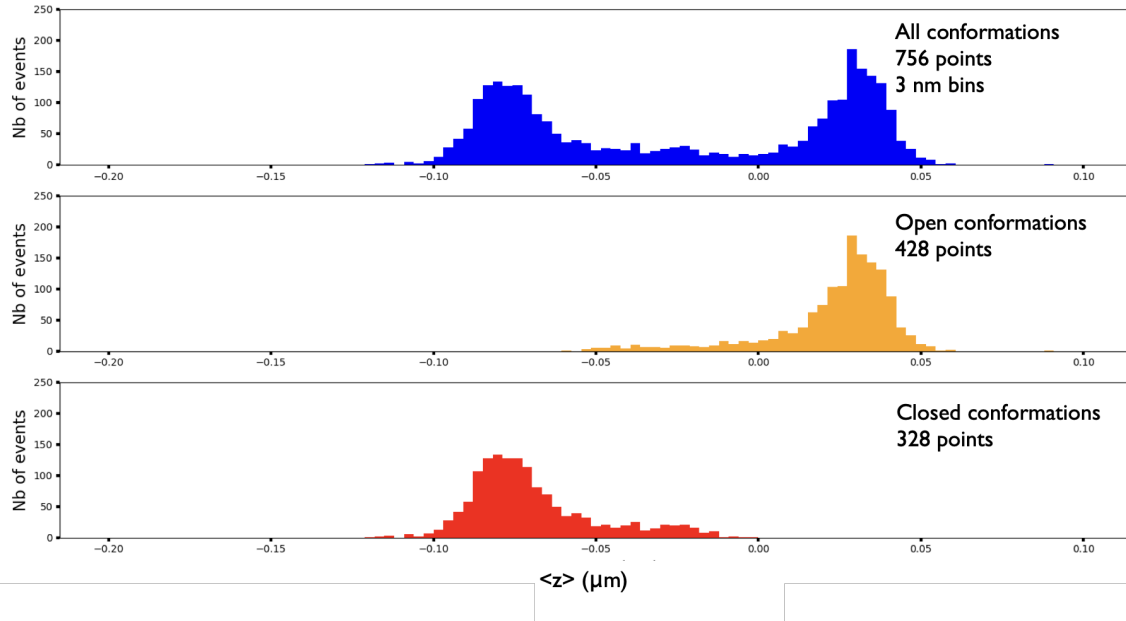 250
200
150
100
50
0
Nb of events
All conformations
756 points
3 nm bins
−0.20 −0.15 −0.10 −0.05 0.00 0.05 0.10
250
200
150
100
50
0
Nb of events
Open conformations
428 points
−0.20 −0.15 −0.10 −0.05 0.00 0.05 0.10
250
200
150
100
50
0
Nb of events
Closed conformations
328 points
−0.20 −0.15 −0.10 −0.05 0.00 0.05 0.10
<z> (μm)